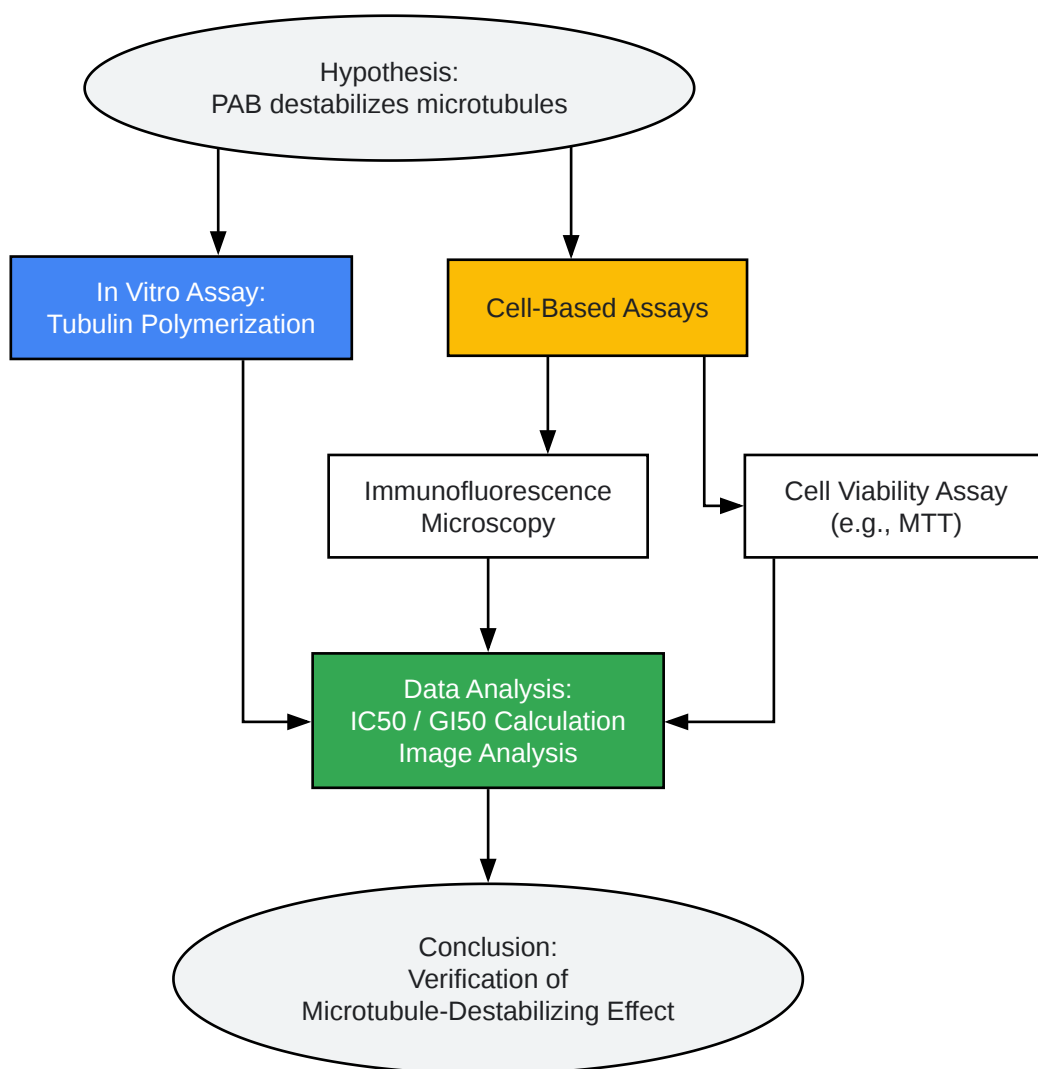 Hypothesis:
PAB destabilizes microtubules
In Vitro Assay:
Tubulin Polymerization
Cell-Based Assays
Immunofluorescence
Microscopy
Cell Viability Assay
(e.g., MTT)
Data Analysis:
IC50 / GI50 Calculation
Image Analysis
Conclusion:
Verification of
Microtubule-Destabilizing Effect